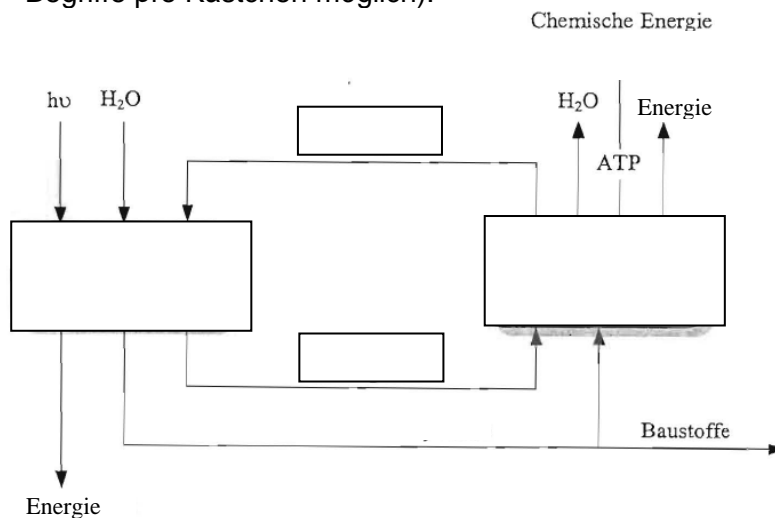 Begriffe pro Kästchen möglich).
Chemische Energie
hυ H₂O
H₂O Energie
ATP
Baustoffe
Energie